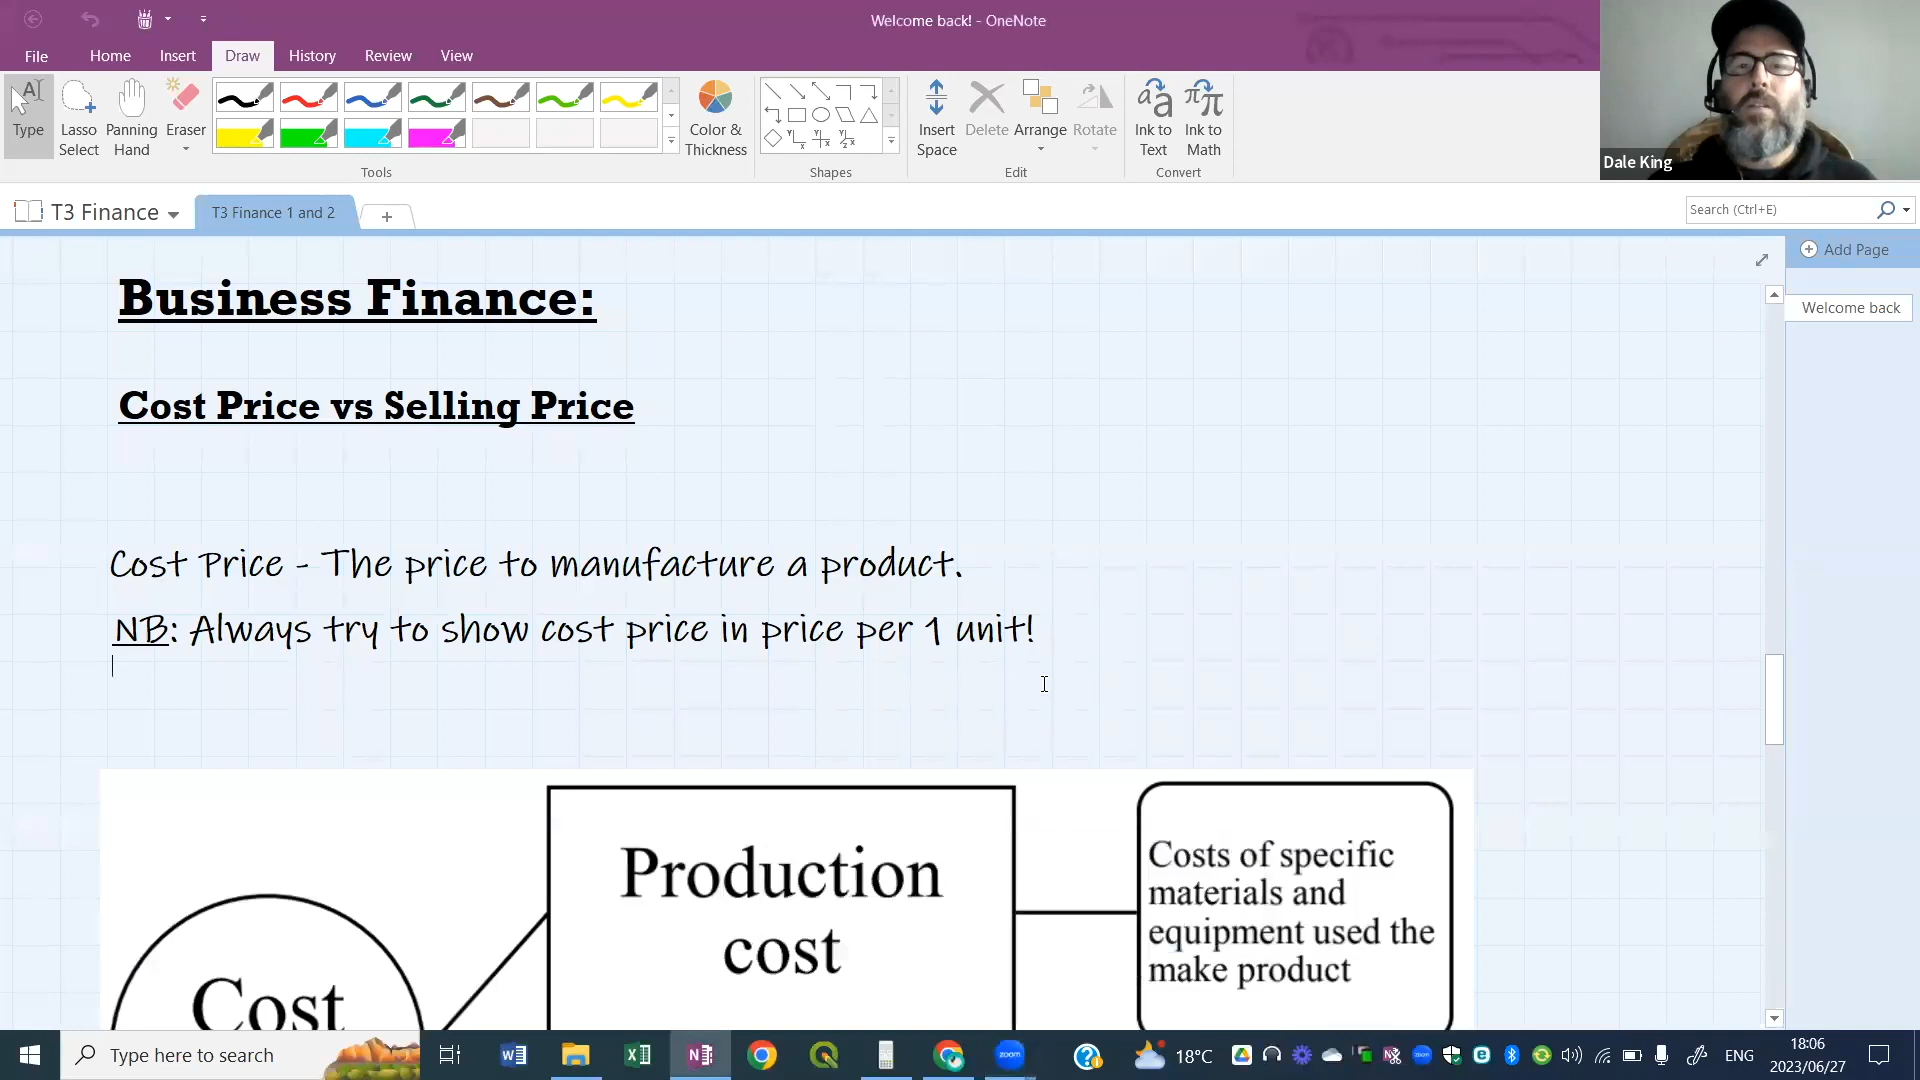 Welcome back! - OneNote
File Home Insert Draw History Review View
Type
Lasso Select
Panning Hand
Eraser
Color & Thickness
Insert Space
Delete
Arrange
Rotate
Ink to Text
Ink to Math
Tools
Shapes
Edit
Convert
Dale King
T3 Finance
T3 Finance 1 and 2
Search (Ctrl+E)
Add Page
Welcome back
Business Finance:
Cost Price vs Selling Price
Cost Price - The price to manufacture a product.
NB: Always try to show cost price in price per 1 unit!
Cost
Production
cost
Costs of specific
materials and
equipment used the
make product
Type here to search
zoom
18°C
ENG
18:06
2023/06/27